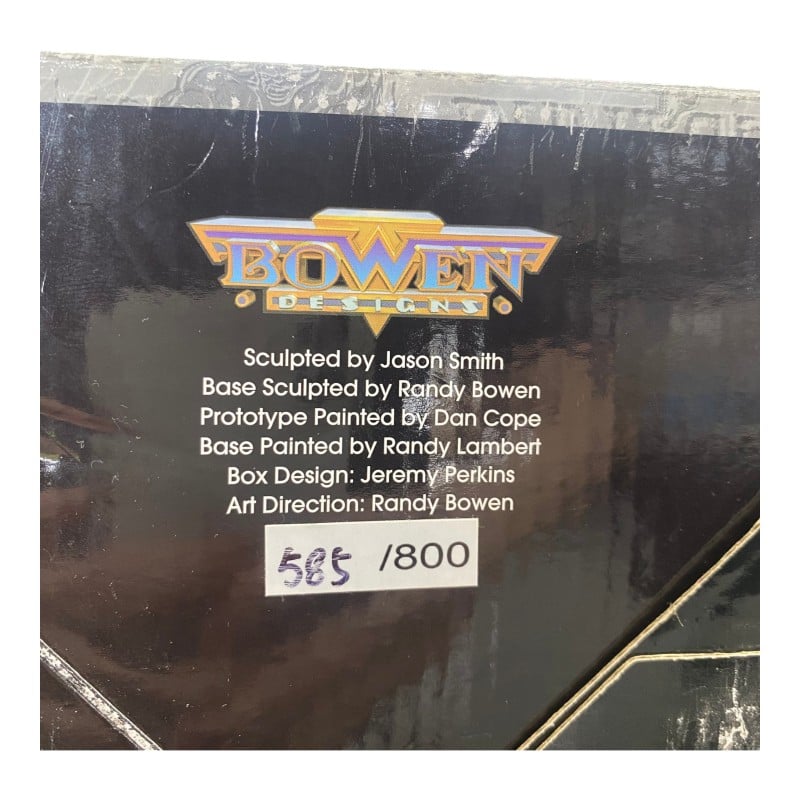 BOWEN
DESIGNS
Sculpted by Jason Smith
Base Sculpted by Randy Bowen
Prototype Painted by Dan Cope
Base Painted by Randy Lambert
Box Design: Jeremy Perkins
Art Direction: Randy Bowen
585 /800